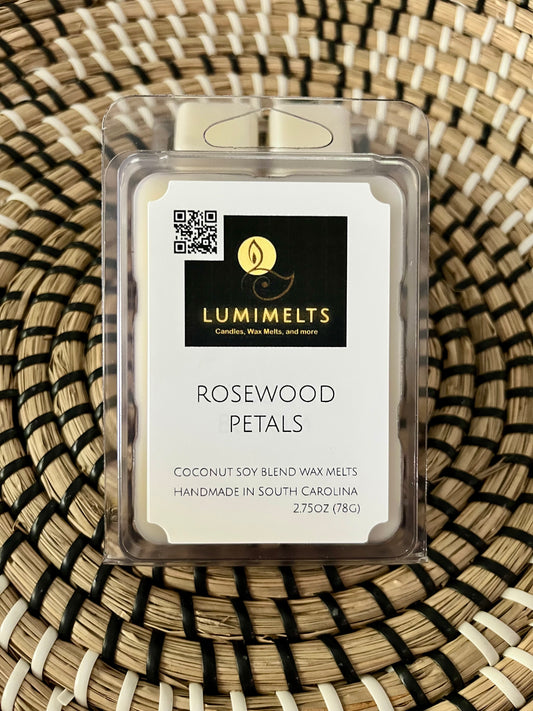 LUMIMELTS
Candles, Wax Melts, and more
ROSEWOOD
PETALS
COCONUT SOY BLEND WAX MELTS
HANDMADE IN SOUTH CAROLINA
2.75OZ (78G)